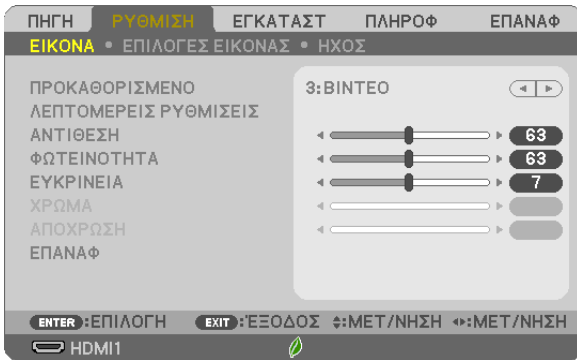 ΠΗΓΗ ΡΥΘΜΙΣΗ ΕΓΚΑΤΑΣΤ ΠΛΗΡΟΦ ΕΠΑΝΑΦ
ΕΙΚΟΝΑ • ΕΠΙΛΟΓΕΣ ΕΙΚΟΝΑΣ • ΗΧΟΣ
ΠΡΟΚΑΘΟΡΙΣΜΕΝΟ 3:ΒΙΝΤΕΟ
ΛΕΠΤΟΜΕΡΕΙΣ ΡΥΘΜΙΣΕΙΣ
ΑΝΤΙΘΕΣΗ 63
ΦΩΤΕΙΝΟΤΗΤΑ 63
ΕΥΚΡΙΝΕΙΑ 7
ΧΡΩΜΑ
ΑΠΟΧΡΩΣΗ
ΕΠΑΝΑΦ
ENTER:ΕΠΙΛΟΓΗ EXIT:ΈΞΟΔΟΣ :ΜΕΤ/ΝΗΣΗ :ΜΕΤ/ΝΗΣΗ
HDMI1